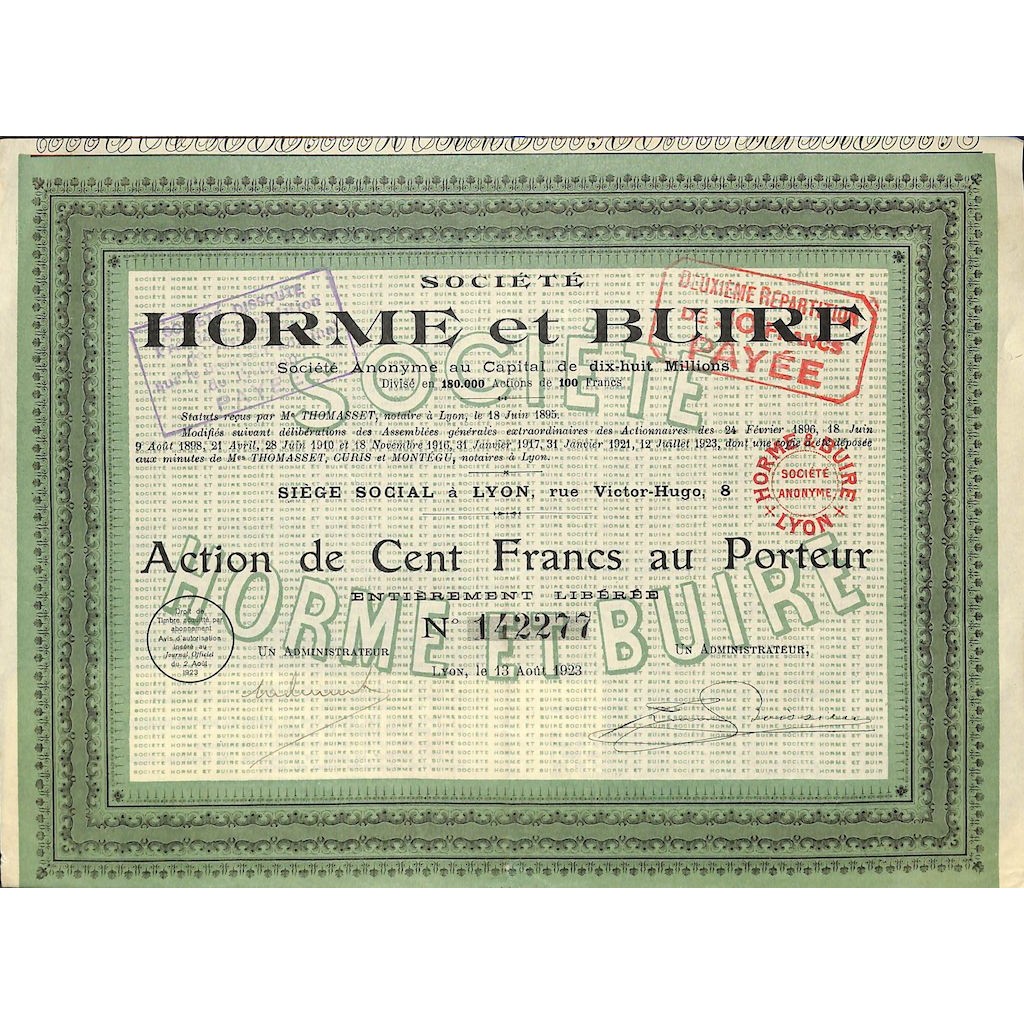 SOCIÉTÉ
HORME et BUIRE
Société Anonyme au Capital de dix-huit Millions
Divisé en 180.000 Actions de 100 Francs
Statuts reçus par Me THOMASSET, notaire à Lyon, le 18 Juin 1895.
Modifiés suivant délibérations des Assemblées générales extraordinaires des Actionnaires des 24 Février 1896, 18 Juin
9 Août 1898, 21 Avril, 28 Juin 1910 et 18 Novembre 1916, 31 Janvier 1917, 31 Janvier 1921, 12 Juillet 1923, dont une copie a été déposée
aux minutes de Mes THOMASSET, CURIS et MONTÉGU, notaires à Lyon.
SIÈGE SOCIAL à LYON, rue Victor-Hugo, 8
Action de Cent Francs au Porteur
ENTIÈREMENT LIBÉRÉE
No 142277
UN ADMINISTRATEUR
UN ADMINISTRATEUR,
Lyon, le 13 Août 1923
Droit de
Timbre acquitté par
abonnement
Avis d'autorisation
inséré au
Journal Officiel
du 2 Août
1923
DEUXIÈME REPARTITION
DE 10 FRANCS
PAYÉE
HORME & BUIRE
SOCIÉTÉ
ANONYME
LYON
SOCIÉTÉ
HORME ET BUIRE